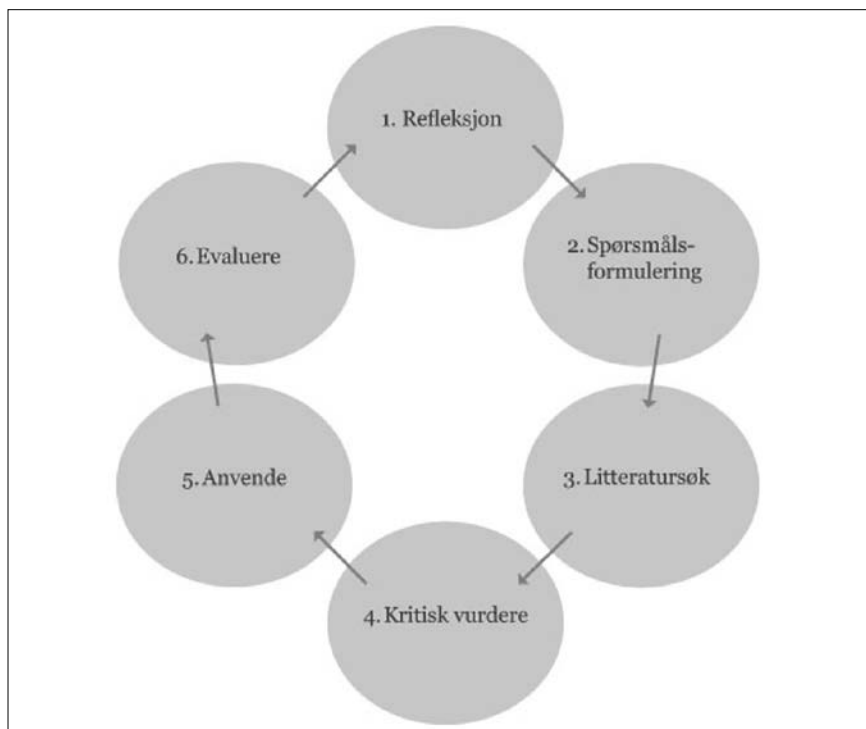 1. Refleksjon
2. Spørsmåls-
formulering
3. Litteratursøk
4. Kritisk vurdere
5. Anvende
6. Evaluere